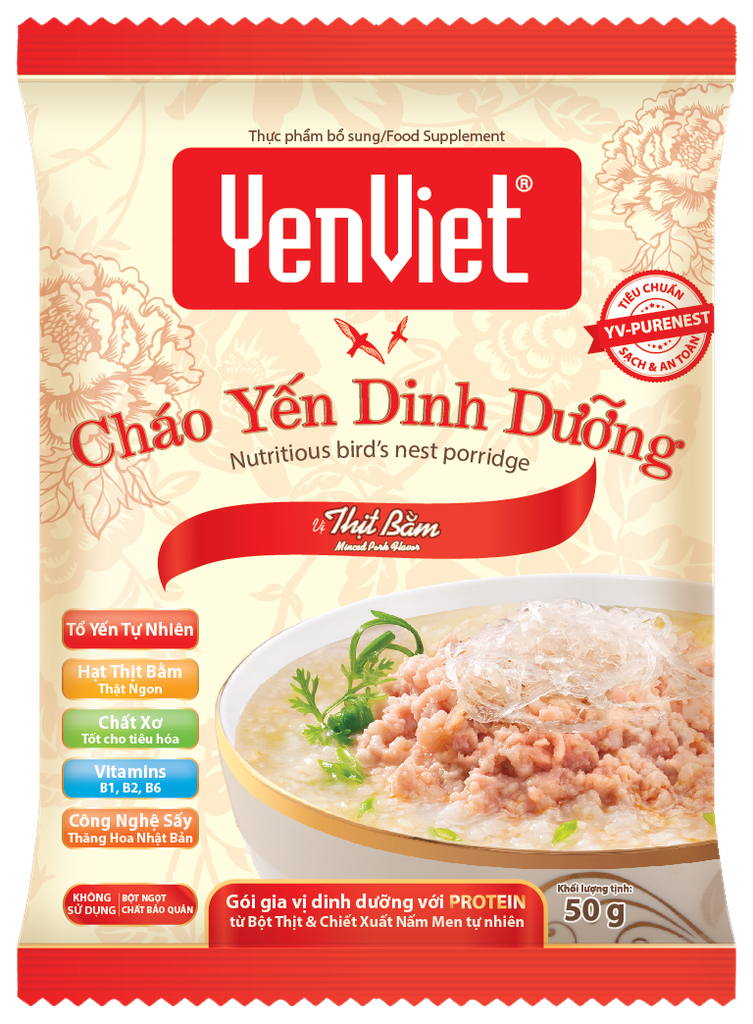 Thực phẩm bổ sung/Food Supplement
YenViet®
TIÊU CHUẨN
YV-PURENEST
SẠCH & AN TOÀN
Cháo Yến Dinh Dưỡng
Nutritious bird's nest porridge
Vị Thịt Bằm
Minced Pork Flavor
Tổ Yến Tự Nhiên
Hạt Thịt Bằm
Thật Ngon
Chất Xơ
Tốt cho tiêu hóa
Vitamins
B1, B2, B6
Công Nghệ Sấy
Thăng Hoa Nhật Bản
KHÔNG SỬ DỤNG
BỘT NGỌT
CHẤT BẢO QUẢN
Gói gia vị dinh dưỡng với PROTEIN
từ Bột Thịt & Chiết Xuất Nấm Men tự nhiên
Khối lượng tịnh:
50 g